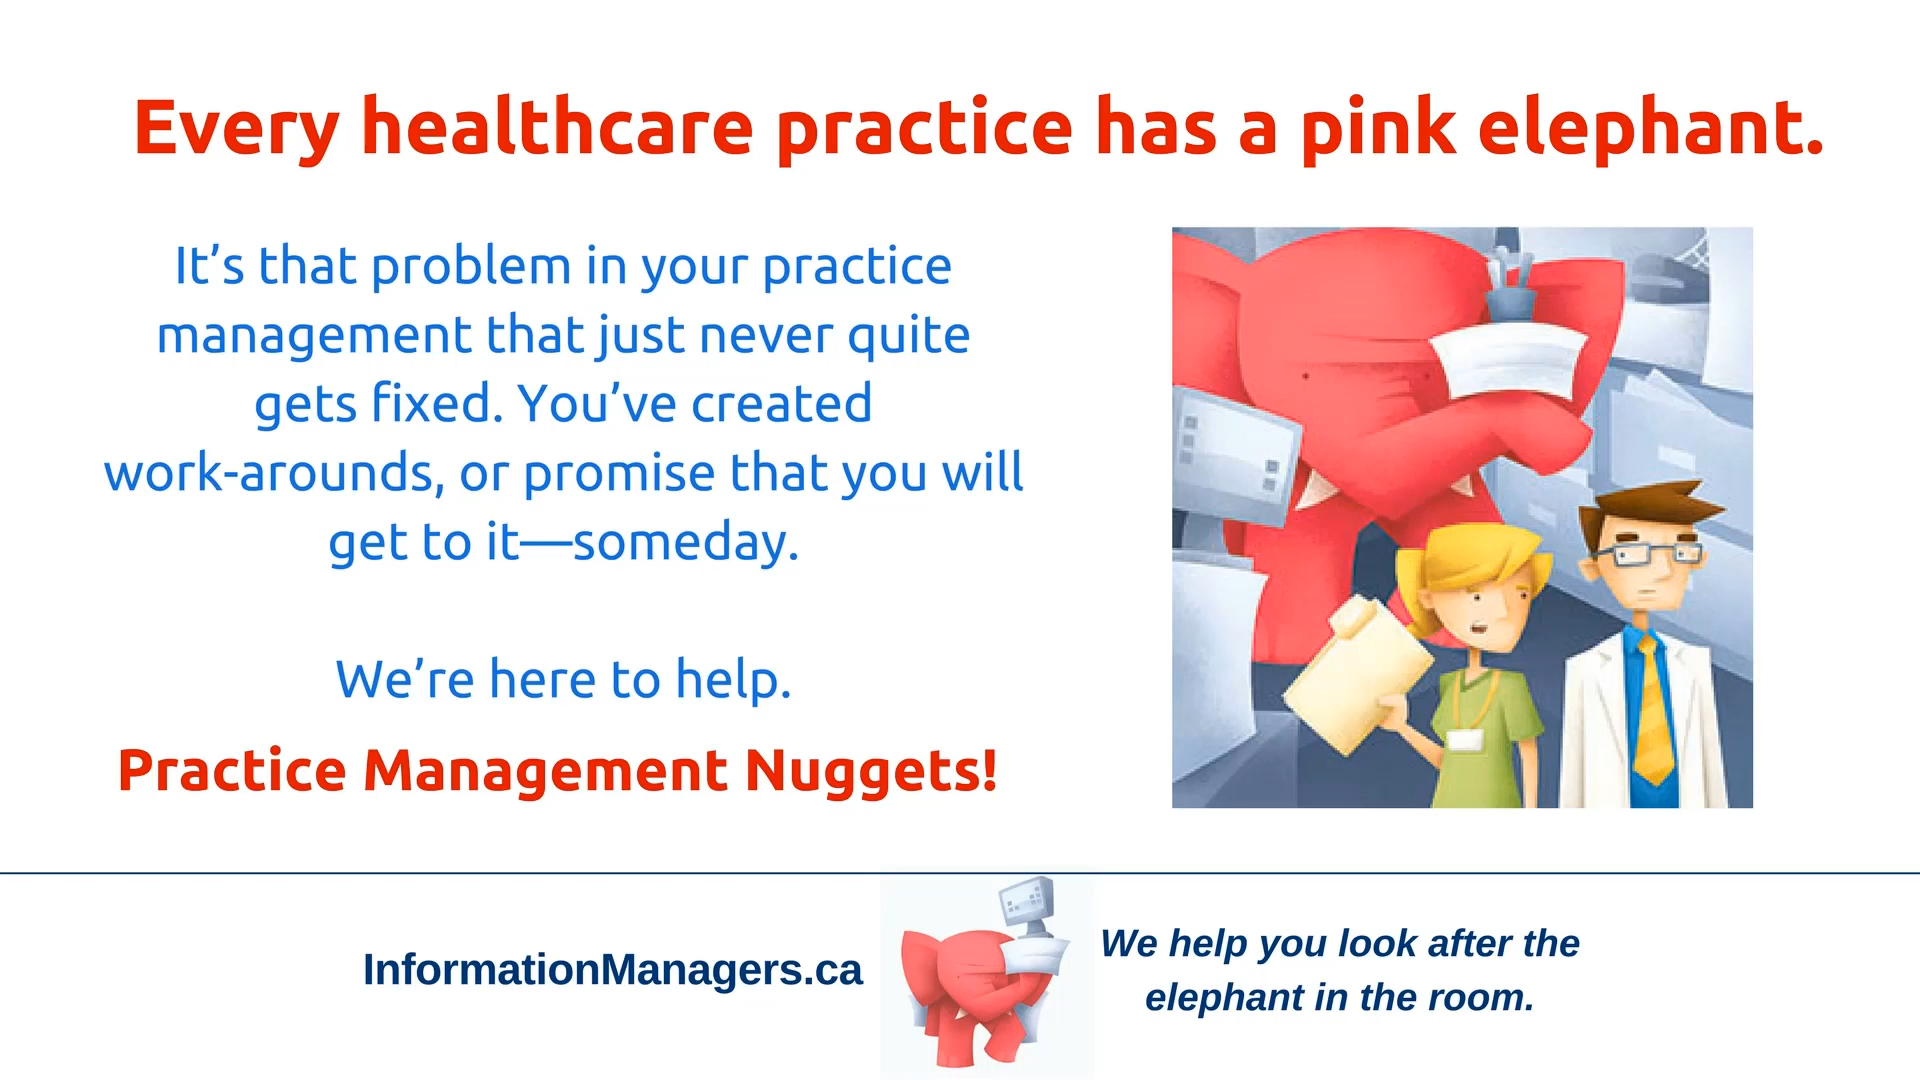 Every healthcare practice has a pink elephant.
It’s that problem in your practice
management that just never quite
gets fixed. You’ve created
work-arounds, or promise that you will
get to it—someday.
We’re here to help.
Practice Management Nuggets!
InformationManagers.ca
We help you look after the
elephant in the room.